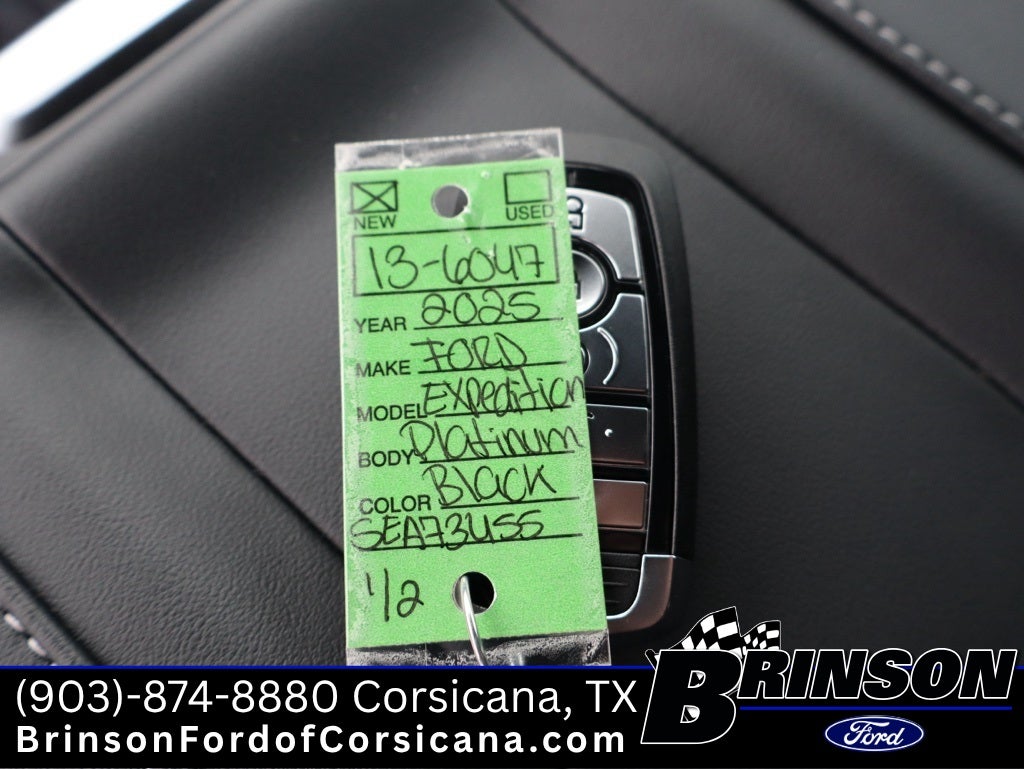 NEW USED
13-6047
YEAR 2025
MAKE FORD
MODEL Expedition
BODY Platinum
COLOR Black
SEA73455
1/2
(903)-874-8880 Corsicana, TX
BrinsonFordofCorsicana.com
BRINSON
Ford